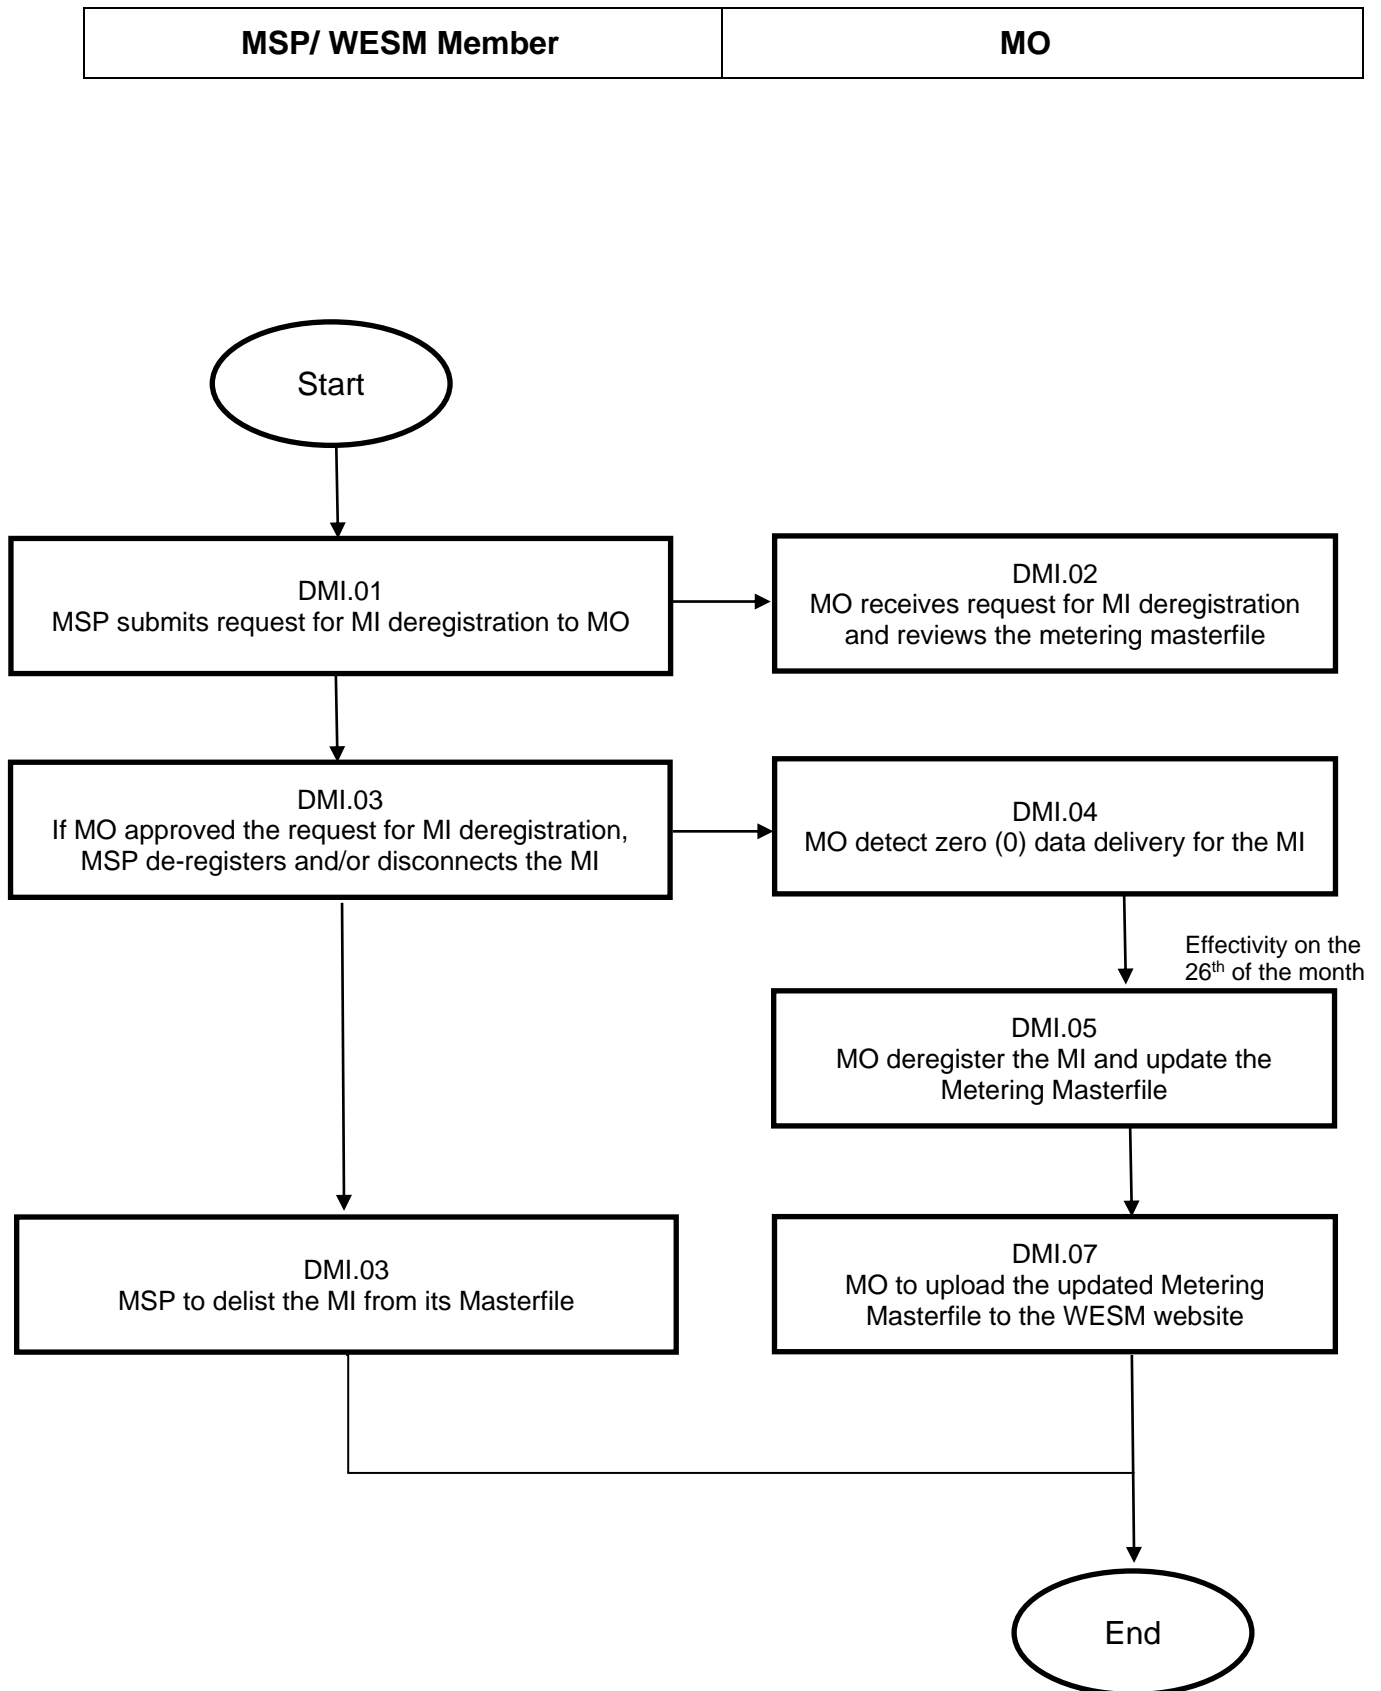 MSP/ WESM Member
MO
Start
DMI.01
MSP submits request for MI deregistration to MO
DMI.02
MO receives request for MI deregistration
and reviews the metering masterfile
DMI.03
If MO approved the request for MI deregistration,
MSP de-registers and/or disconnects the MI
DMI.04
MO detect zero (0) data delivery for the MI
Effectivity on the
26th of the month
DMI.05
MO deregister the MI and update the
Metering Masterfile
DMI.03
MSP to delist the MI from its Masterfile
DMI.07
MO to upload the updated Metering
Masterfile to the WESM website
End